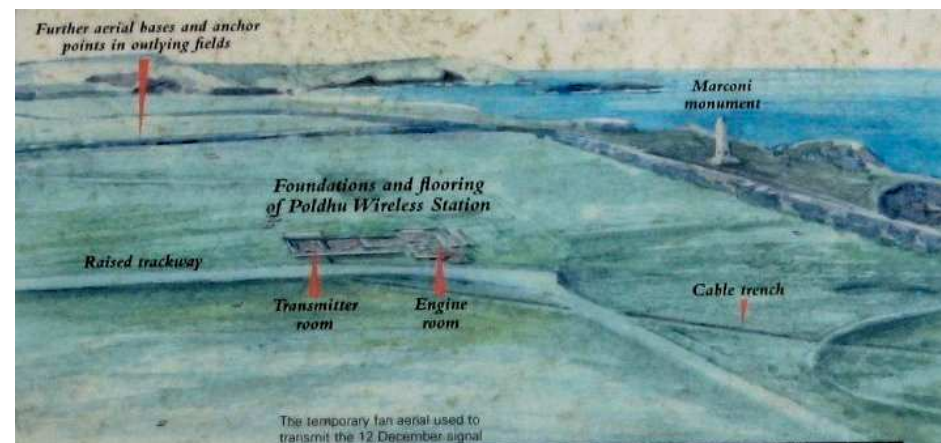 Further aerial bases and anchor
points in outlying fields
Marconi
monument
Foundations and flooring
of Poldhu Wireless Station
Raised trackway
Transmitter
room
Engine
room
Cable trench
The temporary fan aerial used to
transmit the 12 December signal